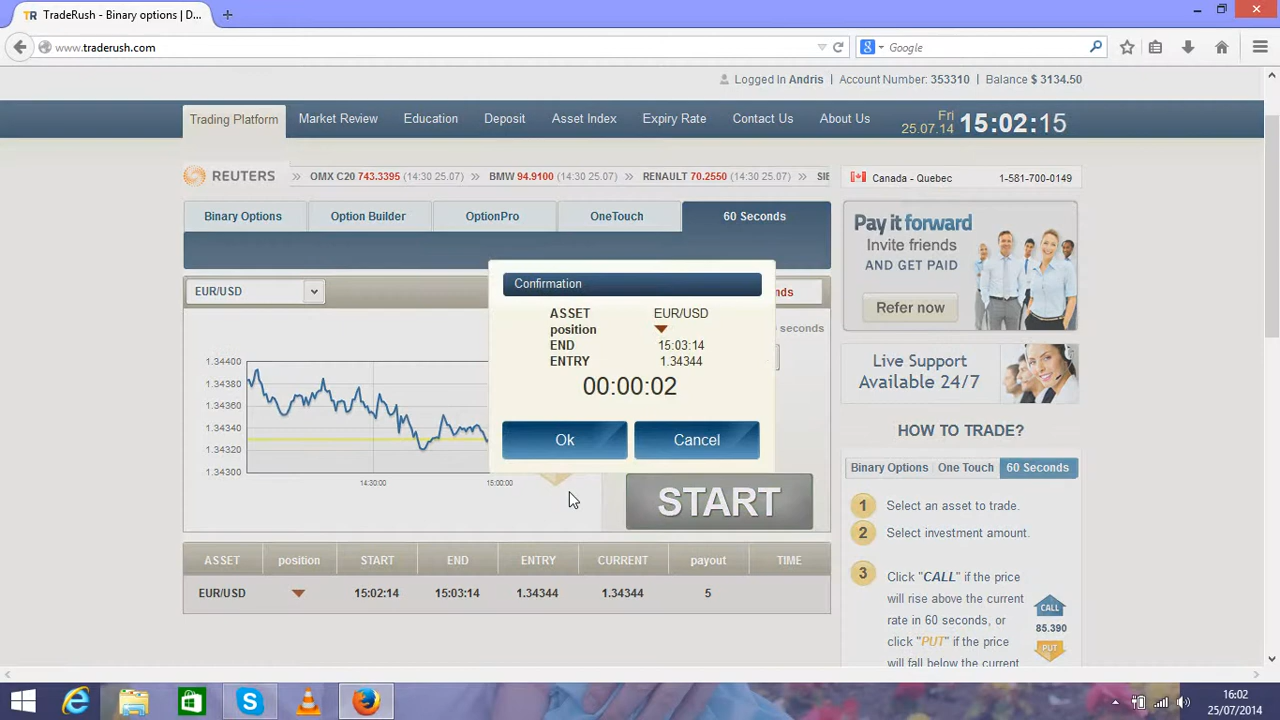 TR TradeRush - Binary options | D...
www.traderush.com
Google
Logged In Andris | Account Number: 353310 | Balance $ 3134.50
Trading Platform Market Review Education Deposit Asset Index Expiry Rate Contact Us About Us
Fri
25.07.14 15:02:15
REUTERS OMX C20 743.3395 (14:30 25.07) BMW 94.9100 (14:30 25.07) RENAULT 70.2550 (14:30 25.07) SIE
Canada - Quebec 1-581-700-0149
Binary Options Option Builder OptionPro OneTouch 60 Seconds
Pay it forward
Invite friends
AND GET PAID
Refer now
EUR/USD
nds
seconds
Confirmation
ASSET EUR/USD
position
END 15:03:14
ENTRY 1.34344
00:00:02
Ok Cancel
1.34400
1.34380
1.34360
1.34340
1.34320
1.34300
14:30:00 15:00:00
START
Live Support
Available 24/7
HOW TO TRADE?
Binary Options One Touch 60 Seconds
1 Select an asset to trade.
2 Select investment amount.
3 Click "CALL" if the price
will rise above the current
rate in 60 seconds, or
click "PUT" if the price
will fall below the current
CALL
85.390
PUT
ASSET position START END ENTRY CURRENT payout TIME
EUR/USD 15:02:14 15:03:14 1.34344 1.34344 5
16:02
25/07/2014